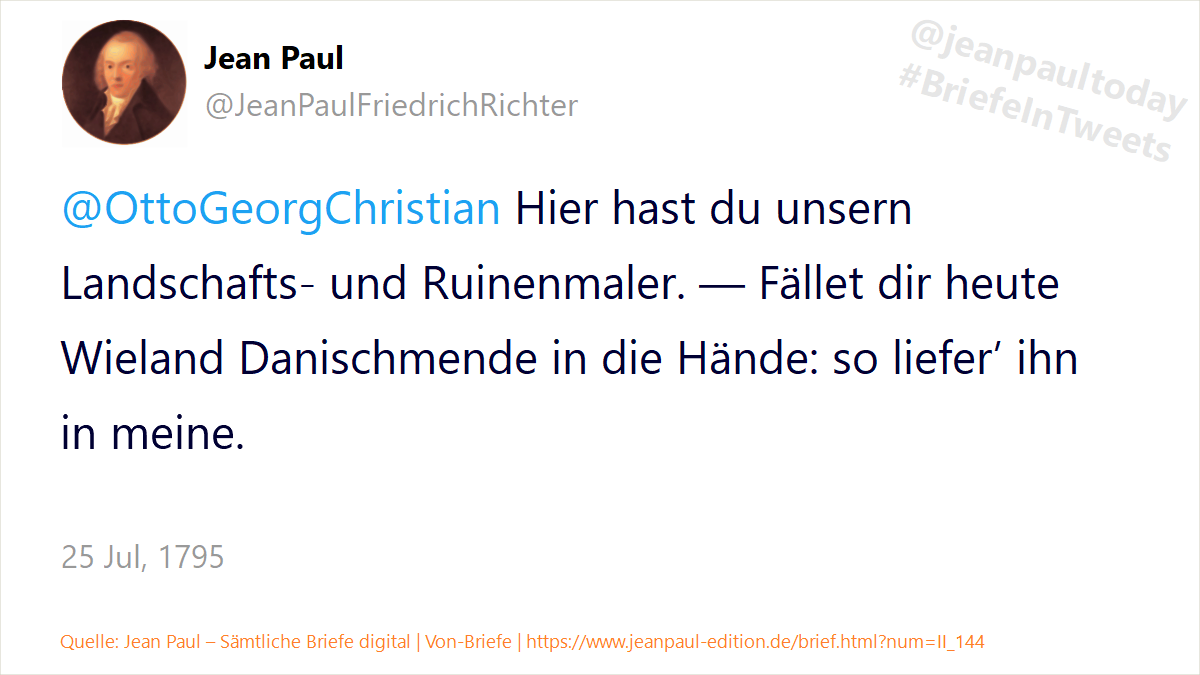 Jean Paul
@JeanPaulFriedrichRichter
@jeanpaultoday
#BriefeInTweets
@OttoGeorgChristian Hier hast du unsern
Landschafts- und Ruinenmaler. — Fället dir heute
Wieland Danischmende in die Hände: so liefer’ ihn
in meine.
25 Jul, 1795
Quelle: Jean Paul – Sämtliche Briefe digital | Von-Briefe | https://www.jeanpaul-edition.de/brief.html?num=II_144